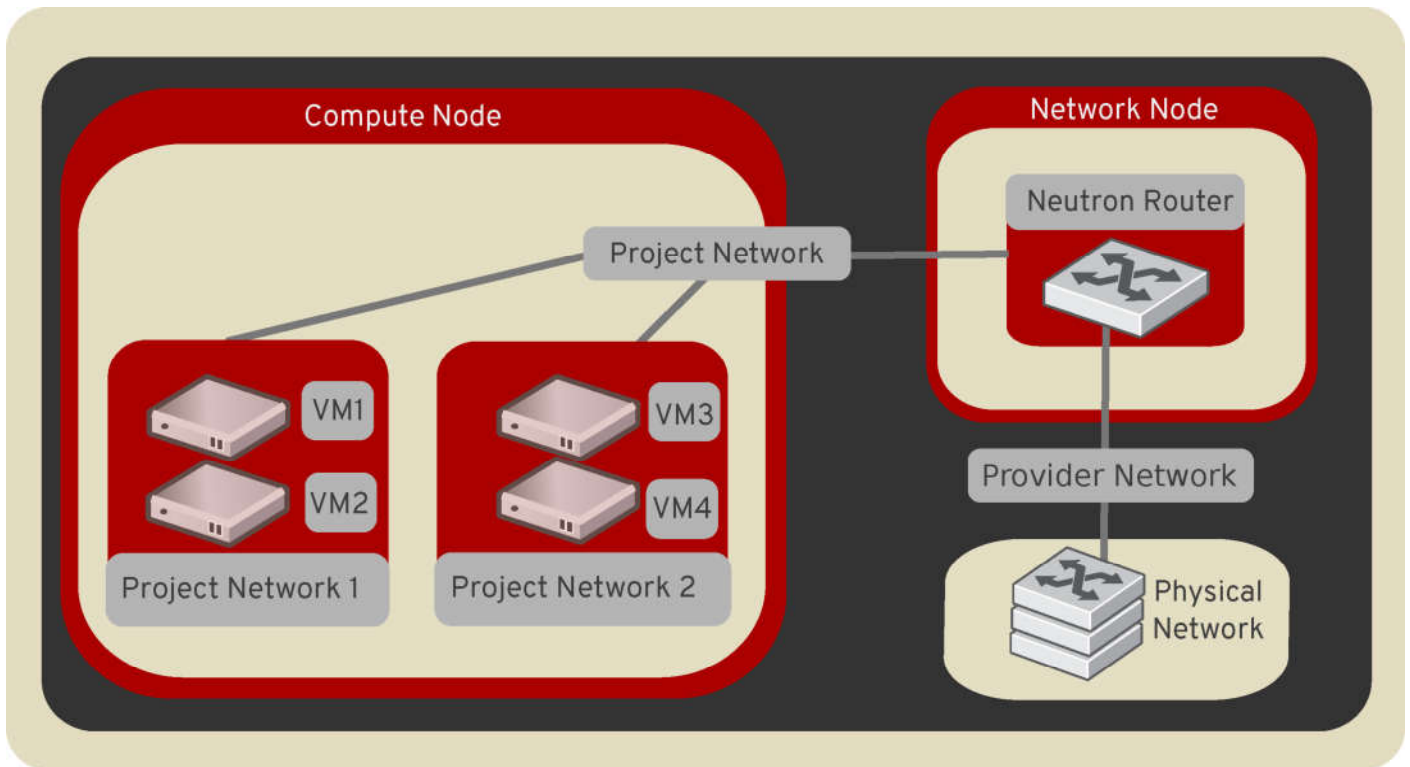 Compute Node
Network Node
Neutron Router
Project Network
VM1
VM2
Project Network 1
VM3
VM4
Project Network 2
Provider Network
Physical
Network